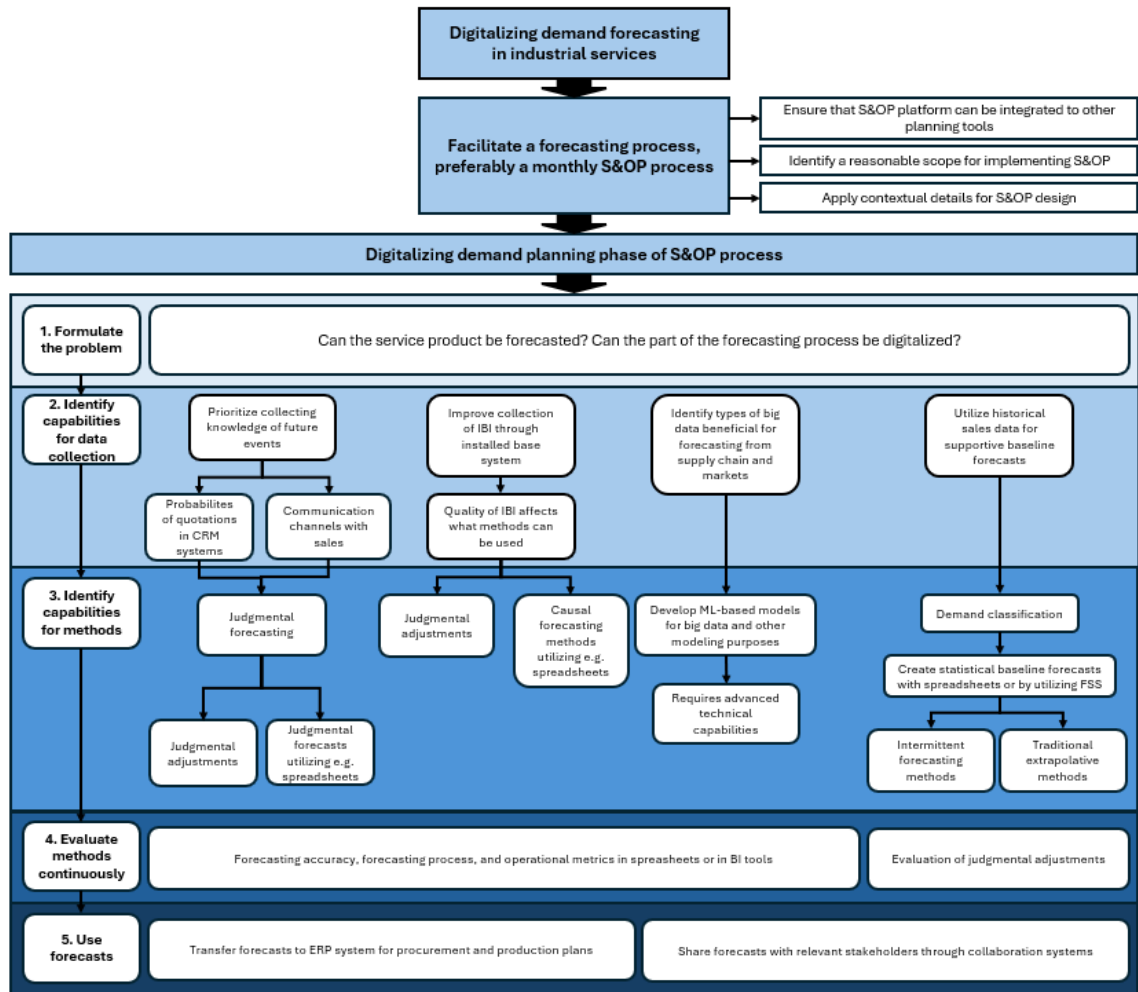 Digitalizing demand forecasting
in industrial services
Facilitate a forecasting process,
preferably a monthly S&OP process
Ensure that S&OP platform can be integrated to other
planning tools
Identify a reasonable scope for implementing S&OP
Apply contextual details for S&OP design
Digitalizing demand planning phase of S&OP process
1. Formulate
the problem
Can the service product be forecasted? Can the part of the forecasting process be digitalized?
2. Identify
capabilities
for data
collection
Prioritize collecting
knowledge of future
events
Improve collection
of IBI through
installed base
system
Identify types of big
data beneficial for
forecasting from
supply chain and
markets
Utilize historical
sales data for
supportive baseline
forecasts
Probabilites
of quotations
in CRM
systems
Communication
channels with
sales
Quality of IBI affects
what methods can
be used
3. Identify
capabilities
for methods
Judgmental
forecasting
Judgmental
adjustments
Causal
forecasting
methods
utilizing e.g.
spreadsheets
Develop ML-based models
for big data and other
modeling purposes
Demand classification
Create statistical baseline forecasts
with spreadsheets or by utilizing FSS
Requires advanced
technical
capabilities
Judgmental
adjustments
Judgmental
forecasts
utilizing e.g.
spreadsheets
Intermittent
forecasting
methods
Traditional
extrapolative
methods
4. Evaluate
methods
continuously
Forecasting accuracy, forecasting process, and operational metrics in spreasheets or in BI tools
Evaluation of judgmental adjustments
5. Use
forecasts
Transfer forecasts to ERP system for procurement and production plans
Share forecasts with relevant stakeholders through collaboration systems